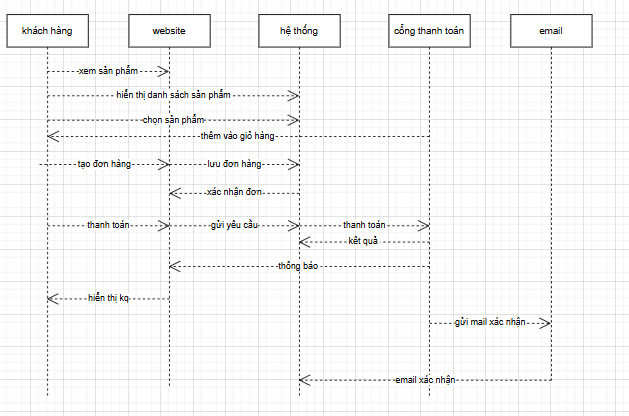 khách hàng
website
hệ thống
cổng thanh toán
email
xem sản phẩm
hiển thị danh sách sản phẩm
chọn sản phẩm
thêm vào giỏ hàng
tạo đơn hàng
lưu đơn hàng
xác nhận đơn
thanh toán
gửi yêu cầu
thanh toán
kết quả
thông báo
hiển thị kq
gửi mail xác nhận
email xác nhận